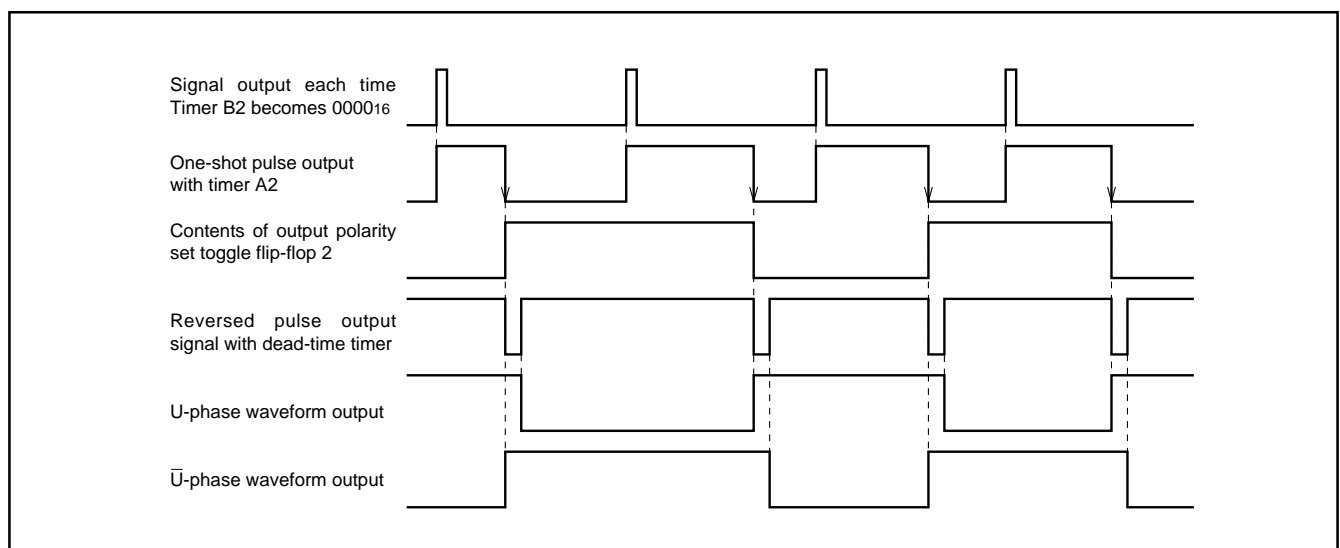 Signal output each time
Timer B2 becomes 000016
One-shot pulse output
with timer A2
Contents of output polarity
set toggle flip-flop 2
Reversed pulse output
signal with dead-time timer
U-phase waveform output
U̅-phase waveform output